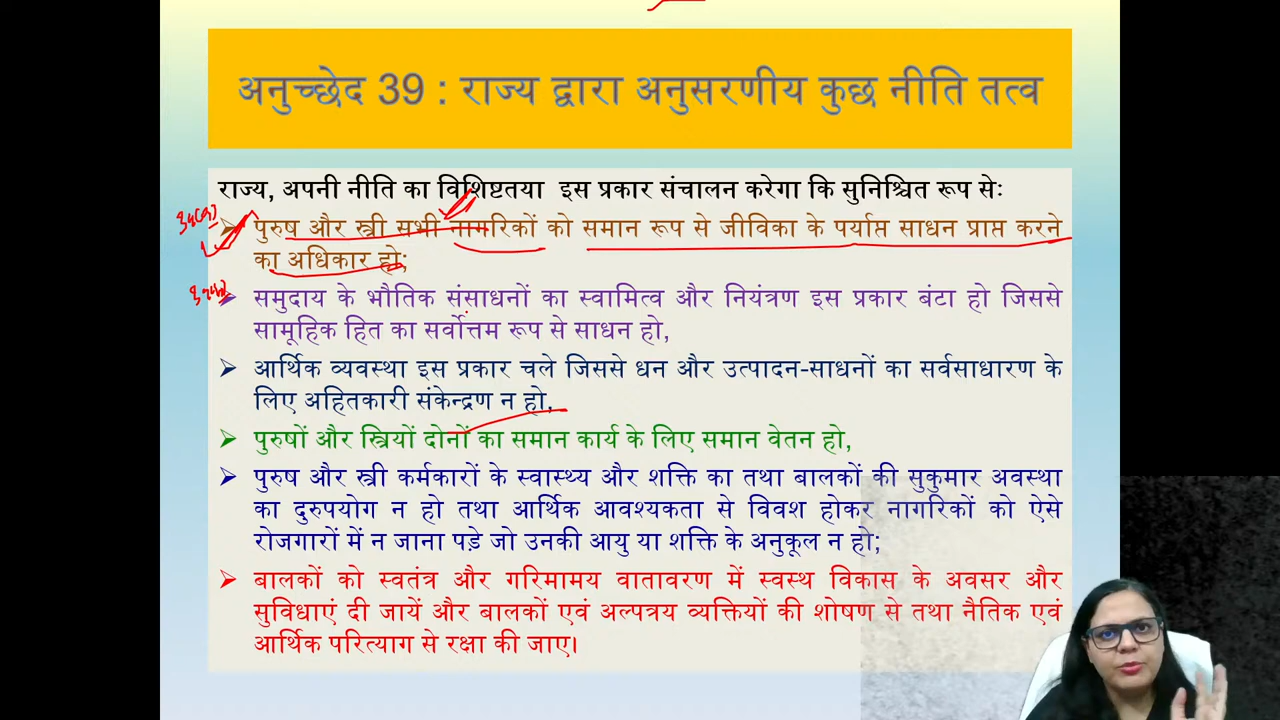 अनुच्छेद 39 : राज्य द्वारा अनुसरणीय कुछ नीति तत्व
राज्य, अपनी नीति का विशिष्टतया इस प्रकार संचालन करेगा कि सुनिश्चित रूप से:
➢ पुरुष और स्त्री सभी नागरिकों को समान रूप से जीविका के पर्याप्त साधन प्राप्त करने
का अधिकार हो;
➢ समुदाय के भौतिक संसाधनों का स्वामित्व और नियंत्रण इस प्रकार बंटा हो जिससे
सामूहिक हित का सर्वोत्तम रूप से साधन हो,
➢ आर्थिक व्यवस्था इस प्रकार चले जिससे धन और उत्पादन-साधनों का सर्वसाधारण के
लिए अहितकारी संकेन्द्रण न हो,
➢ पुरुषों और स्त्रियों दोनों का समान कार्य के लिए समान वेतन हो,
➢ पुरुष और स्त्री कर्मकारों के स्वास्थ्य और शक्ति का तथा बालकों की सुकुमार अवस्था
का दुरुपयोग न हो तथा आर्थिक आवश्यकता से विवश होकर नागरिकों को ऐसे
रोजगारों में न जाना पड़े जो उनकी आयु या शक्ति के अनुकूल न हो;
➢ बालकों को स्वतंत्र और गरिमामय वातावरण में स्वस्थ विकास के अवसर और
सुविधाएं दी जायें और बालकों एवं अल्पत्रय व्यक्तियों की शोषण से तथा नैतिक एवं
आर्थिक परित्याग से रक्षा की जाए।